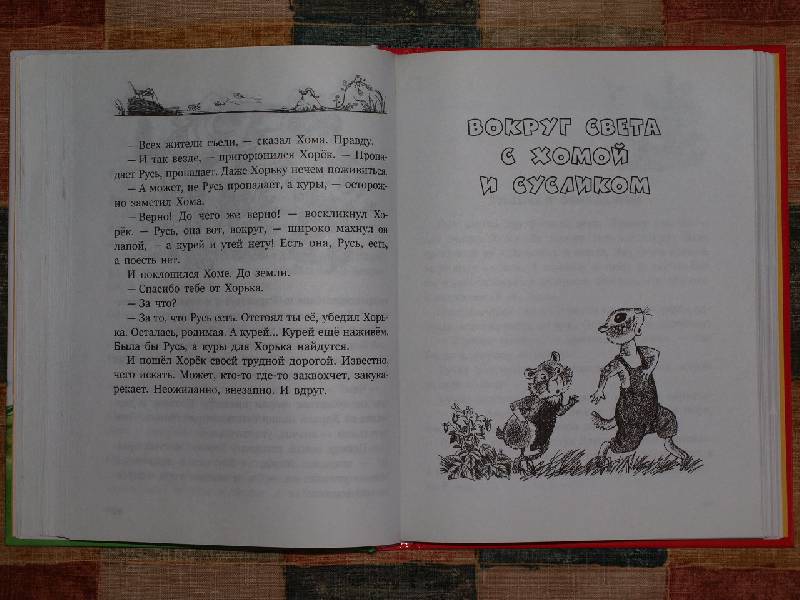 — Всех жители съели, — сказал Хома. Правду.
— И так везде, — пригорюнился Хорёк. — Пропа-
дает Русь, пропадает. Даже Хорьку нечем поживиться.
— А может, не Русь пропадает, а куры, — осторож-
но заметил Хома.
— Верно! До чего же верно! — воскликнул Хо-
рёк. — Русь, она вот, вокруг, — широко махнул он
лапой, — а курей и утей нету! Есть она, Русь, есть,
а поесть нет.
И поклонился Хоме. До земли.
— Спасибо тебе от Хорька.
— За что?
— За то, что Русь есть. Отстоял ты её, убедил Хорь-
ка. Осталась, родимая. А курей... Курей ещё наживём.
Была бы Русь, а куры для Хорька найдутся.
И пошёл Хорёк своей трудной дорогой. Известно,
чего искать. Может, кто-то где-то заквохчет, закука-
рекает. Неожиданно, внезапно. И вдруг.
ВОКРУГ СВЕТА
С ХОМОЙ
И СУСЛИКОМ